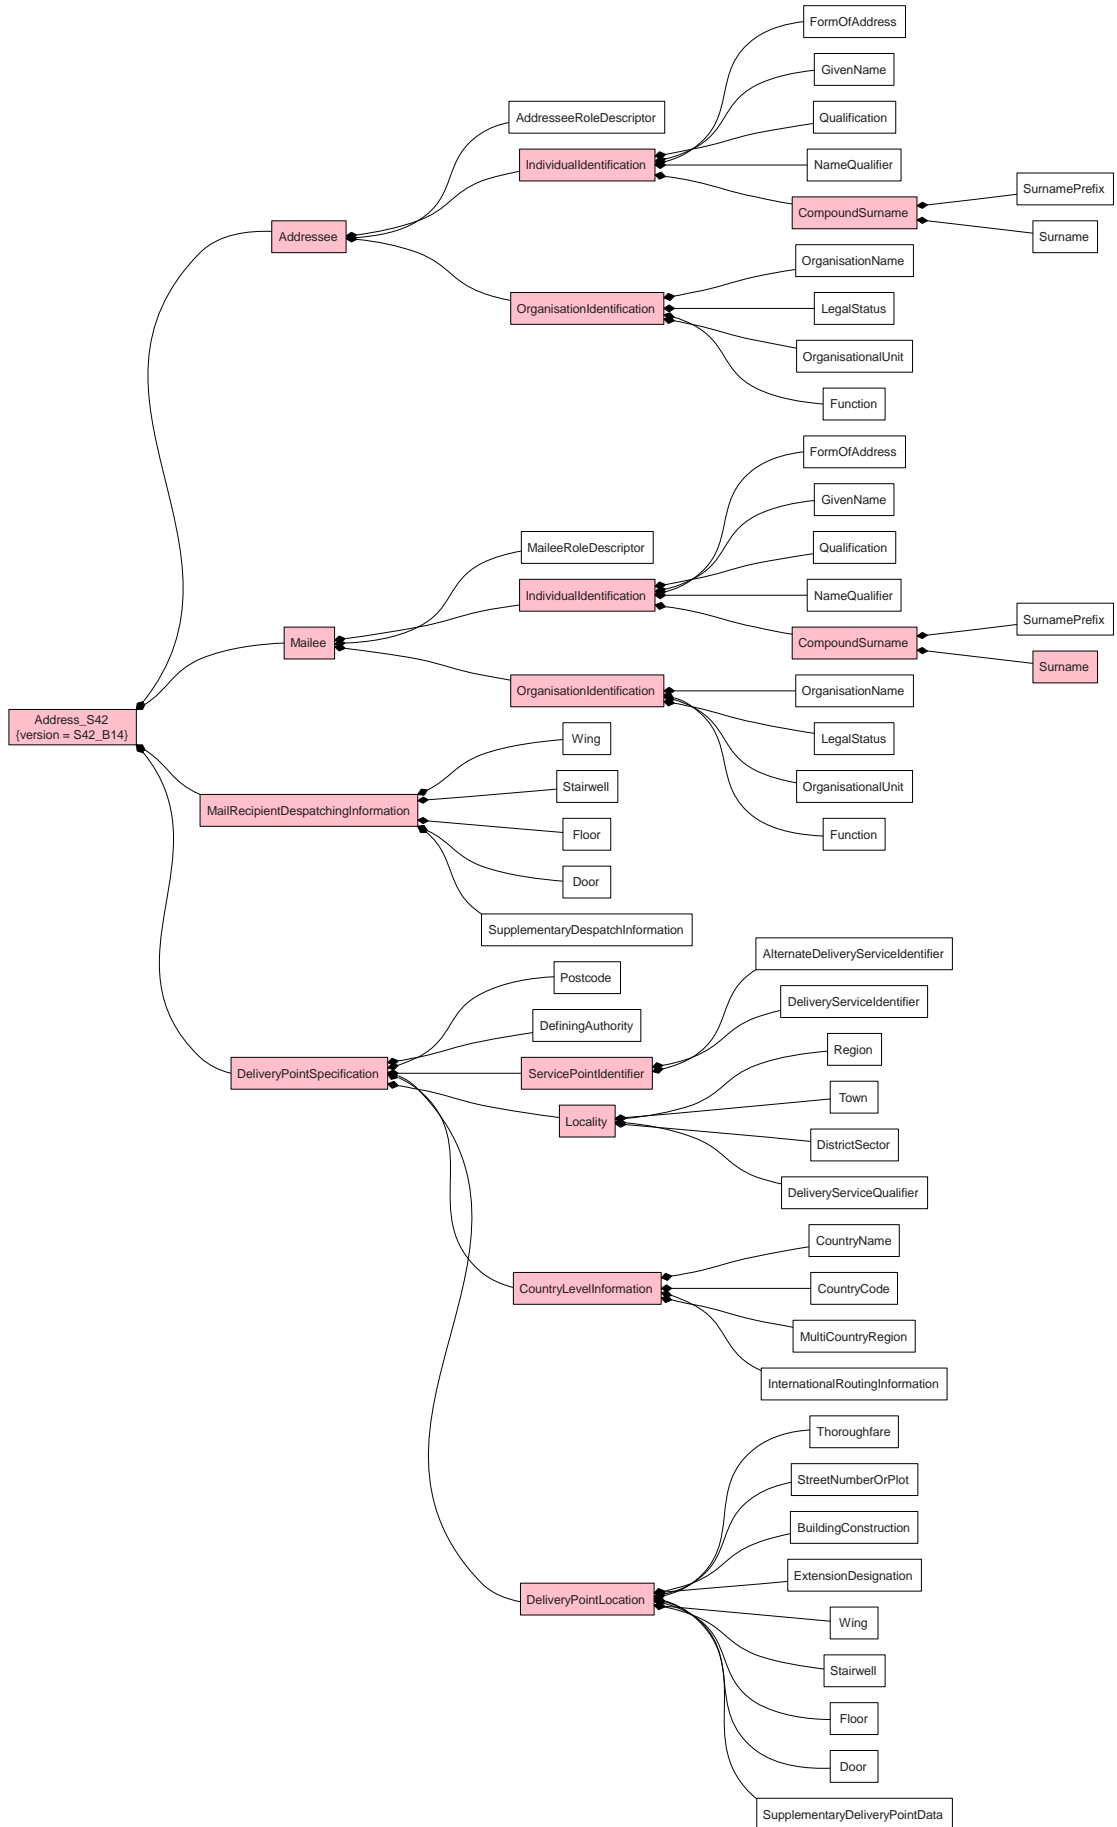 FormOfAddress
GivenName
AddresseeRoleDescriptor
Qualification
IndividualIdentification
NameQualifier
SurnamePrefix
CompoundSurname
Addressee
Surname
OrganisationName
OrganisationIdentification
LegalStatus
OrganisationalUnit
Function
FormOfAddress
GivenName
MaileeRoleDescriptor
Qualification
IndividualIdentification
NameQualifier
SurnamePrefix
Mailee
CompoundSurname
Surname
OrganisationIdentification
OrganisationName
Address_S42
{version = S42_B14}
Wing
LegalStatus
Stairwell
OrganisationalUnit
MailRecipientDespatchingInformation
Floor
Function
Door
SupplementaryDespatchInformation
AlternateDeliveryServiceIdentifier
Postcode
DeliveryServiceIdentifier
DefiningAuthority
Region
DeliveryPointSpecification
ServicePointIdentifier
Town
Locality
DistrictSector
DeliveryServiceQualifier
CountryName
CountryLevelInformation
CountryCode
MultiCountryRegion
InternationalRoutingInformation
Thoroughfare
StreetNumberOrPlot
BuildingConstruction
ExtensionDesignation
DeliveryPointLocation
Wing
Stairwell
Floor
Door
SupplementaryDeliveryPointData